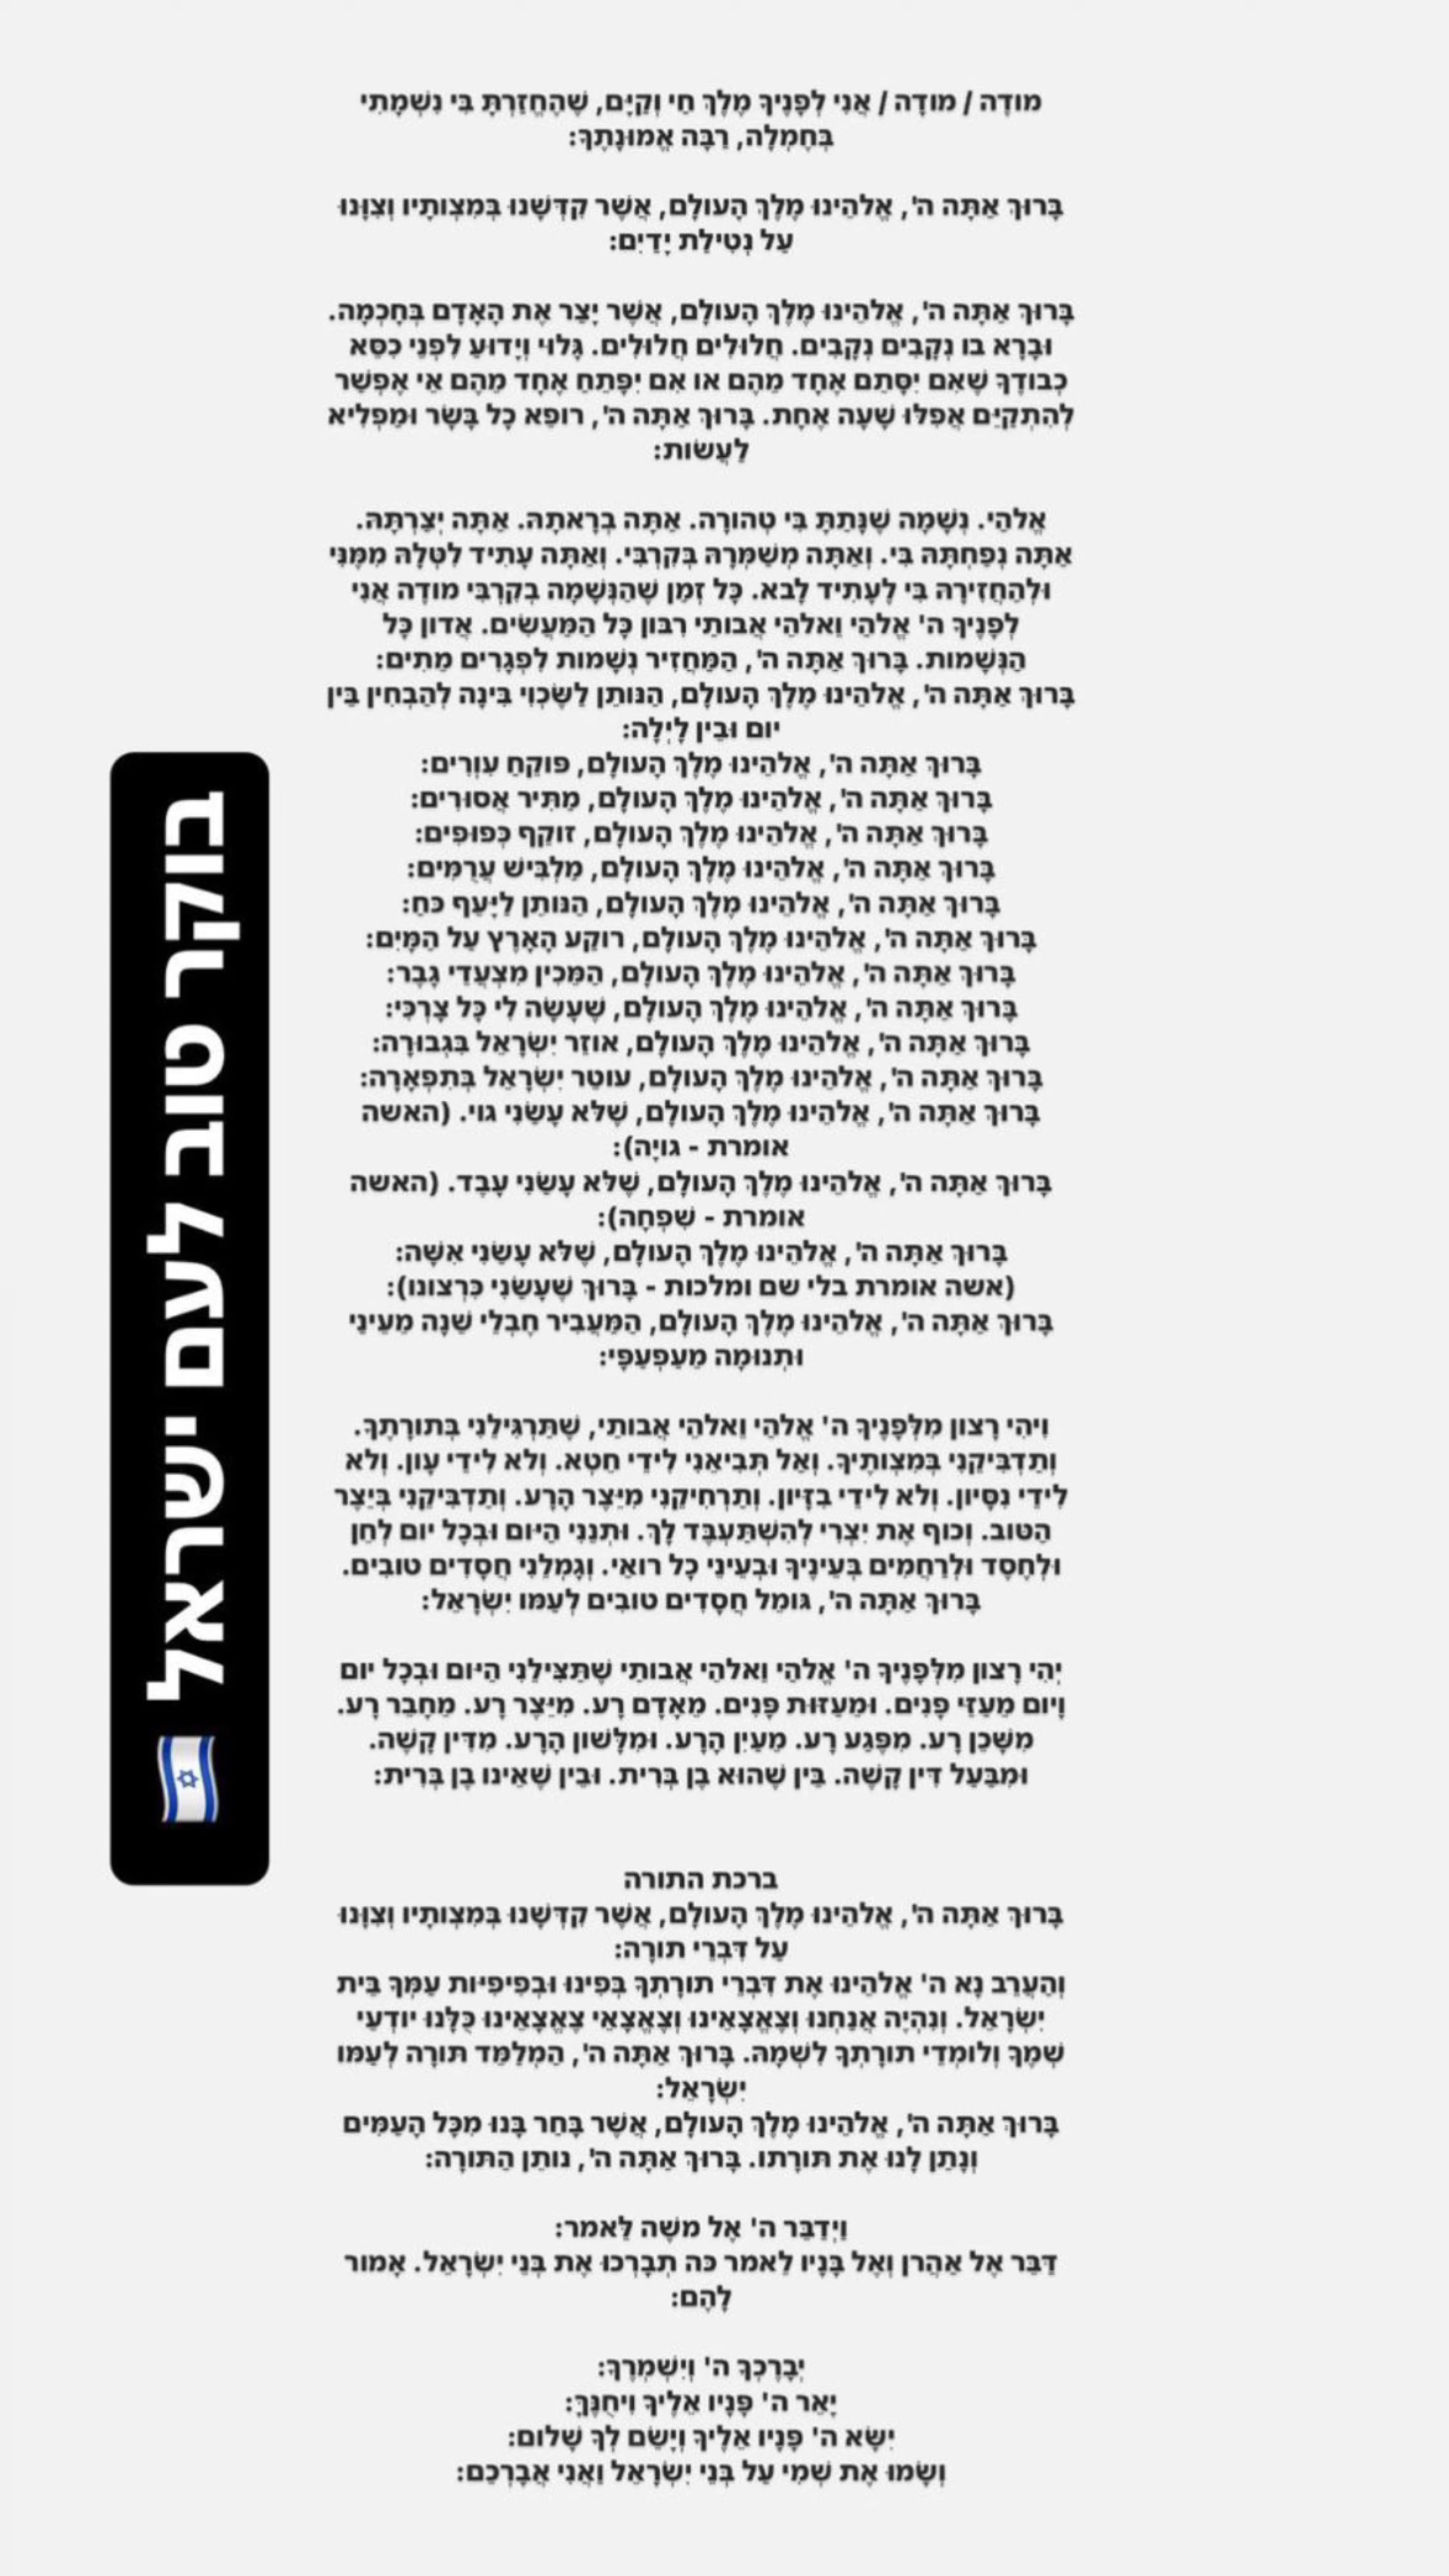 מוֹדֶה / מוֹדָה / אֲנִי לְפָנֶיךָ מֶלֶךְ חַי וְקַיָּם, שֶׁהֶחֱזַרְתָּ בִּי נִשְׁמָתִי
בְּחֶמְלָה, רַבָּה אֱמוּנָתֶךָ:
בָּרוּךְ אַתָּה ה', אֱלֹהֵינוּ מֶלֶךְ הָעוֹלָם, אֲשֶׁר קִדְּשָׁנוּ בְּמִצְוֹתָיו וְצִוָּנוּ
עַל נְטִילַת יָדַיִם:
בָּרוּךְ אַתָּה ה', אֱלֹהֵינוּ מֶלֶךְ הָעוֹלָם, אֲשֶׁר יָצַר אֶת הָאָדָם בְּחָכְמָה.
וּבָרָא בוֹ נְקָבִים נְקָבִים. חֲלוּלִים חֲלוּלִים. גָּלוּי וְיָדוּעַ לִפְנֵי כִסֵּא
כְבוֹדֶךָ שֶׁאִם יִסָּתֵם אֶחָד מֵהֶם אוֹ אִם יִפָּתֵחַ אֶחָד מֵהֶם אִי אֶפְשַׁר
לְהִתְקַיֵּם אֲפִלּוּ שָׁעָה אֶחָת. בָּרוּךְ אַתָּה ה', רוֹפֵא כָל בָּשָׂר וּמַפְלִיא
לַעֲשׂוֹת:
אֱלֹהַי. נְשָׁמָה שֶׁנָּתַתָּ בִּי טְהוֹרָה. אַתָּה בְרָאתָהּ. אַתָּה יְצַרְתָּהּ.
אַתָּה נְפַחְתָּהּ בִּי. וְאַתָּה מְשַׁמְּרָהּ בְּקִרְבִּי. וְאַתָּה עָתִיד לִטְּלָהּ מִמֶּנִּי
וּלְהַחֲזִירָהּ בִּי לֶעָתִיד לָבֹא. כָּל זְמַן שֶׁהַנְּשָׁמָה בְקִרְבִּי מוֹדֶה אֲנִי
לְפָנֶיךָ ה' אֱלֹהַי וֵאלֹהֵי אֲבוֹתַי רִבּוֹן כָּל הַמַּעֲשִׂים. אֲדוֹן כָּל
הַנְּשָׁמוֹת. בָּרוּךְ אַתָּה ה', הַמַּחֲזִיר נְשָׁמוֹת לִפְגָרִים מֵתִים:
בָּרוּךְ אַתָּה ה', אֱלֹהֵינוּ מֶלֶךְ הָעוֹלָם, הַנּוֹתֵן לַשֶּׂכְוִי בִּינָה לְהַבְחִין בֵּין
יוֹם וּבֵין לָיְלָה:
בָּרוּךְ אַתָּה ה', אֱלֹהֵינוּ מֶלֶךְ הָעוֹלָם, פּוֹקֵחַ עִוְרִים:
בָּרוּךְ אַתָּה ה', אֱלֹהֵינוּ מֶלֶךְ הָעוֹלָם, מַתִּיר אֲסוּרִים:
בָּרוּךְ אַתָּה ה', אֱלֹהֵינוּ מֶלֶךְ הָעוֹלָם, זוֹקֵף כְּפוּפִים:
בָּרוּךְ אַתָּה ה', אֱלֹהֵינוּ מֶלֶךְ הָעוֹלָם, מַלְבִּישׁ עֲרֻמִּים:
בָּרוּךְ אַתָּה ה', אֱלֹהֵינוּ מֶלֶךְ הָעוֹלָם, הַנּוֹתֵן לַיָּעֵף כֹּחַ:
בָּרוּךְ אַתָּה ה', אֱלֹהֵינוּ מֶלֶךְ הָעוֹלָם, רוֹקַע הָאָרֶץ עַל הַמָּיִם:
בָּרוּךְ אַתָּה ה', אֱלֹהֵינוּ מֶלֶךְ הָעוֹלָם, הַמֵּכִין מִצְעֲדֵי גָבֶר:
בָּרוּךְ אַתָּה ה', אֱלֹהֵינוּ מֶלֶךְ הָעוֹלָם, שֶׁעָשָׂה לִי כָּל צָרְכִּי:
בָּרוּךְ אַתָּה ה', אֱלֹהֵינוּ מֶלֶךְ הָעוֹלָם, אוֹזֵר יִשְׂרָאֵל בִּגְבוּרָה:
בָּרוּךְ אַתָּה ה', אֱלֹהֵינוּ מֶלֶךְ הָעוֹלָם, עוֹטֵר יִשְׂרָאֵל בְּתִפְאָרָה:
בָּרוּךְ אַתָּה ה', אֱלֹהֵינוּ מֶלֶךְ הָעוֹלָם, שֶׁלֹּא עָשַׂנִי גּוֹי. (האשה
אומרת - גּוֹיָה):
בָּרוּךְ אַתָּה ה', אֱלֹהֵינוּ מֶלֶךְ הָעוֹלָם, שֶׁלֹּא עָשַׂנִי עָבֶד. (האשה
אומרת - שִׁפְחָה):
בָּרוּךְ אַתָּה ה', אֱלֹהֵינוּ מֶלֶךְ הָעוֹלָם, שֶׁלֹּא עָשַׂנִי אִשָּׁה:
(אשה אומרת בלי שם ומלכות - בָּרוּךְ שֶׁעָשַׂנִי כִּרְצוֹנוֹ):
בָּרוּךְ אַתָּה ה', אֱלֹהֵינוּ מֶלֶךְ הָעוֹלָם, הַמַּעֲבִיר חֶבְלֵי שֵׁנָה מֵעֵינַי
וּתְנוּמָה מֵעַפְעַפָּי:
וִיהִי רָצוֹן מִלְּפָנֶיךָ ה' אֱלֹהַי וֵאלֹהֵי אֲבוֹתַי, שֶׁתַּרְגִּילֵנִי בְּתוֹרָתֶךָ.
וְתַדְבִּיקֵנִי בְּמִצְוֹתֶיךָ. וְאַל תְּבִיאֵנִי לִידֵי חֵטְא. וְלֹא לִידֵי עָוֹן. וְלֹא
לִידֵי נִסָּיוֹן. וְלֹא לִידֵי בִזָּיוֹן. וְתַרְחִיקֵנִי מִיֵּצֶר הָרָע. וְתַדְבִּיקֵנִי בְּיֵצֶר
הַטּוֹב. וְכוֹף אֶת יִצְרִי לְהִשְׁתַּעְבֶּד לָךְ. וּתְנֵנִי הַיּוֹם וּבְכָל יוֹם לְחֵן
וּלְחֶסֶד וּלְרַחֲמִים בְּעֵינֶיךָ וּבְעֵינֵי כָל רוֹאַי. וְגָמְלֵנִי חֲסָדִים טוֹבִים.
בָּרוּךְ אַתָּה ה', גּוֹמֵל חֲסָדִים טוֹבִים לְעַמּוֹ יִשְׂרָאֵל:
יְהִי רָצוֹן מִלְּפָנֶיךָ ה' אֱלֹהַי וֵאלֹהֵי אֲבוֹתַי שֶׁתַּצִּילֵנִי הַיּוֹם וּבְכָל יוֹם
וָיוֹם מֵעַזֵּי פָנִים. וּמֵעַזּוּת פָּנִים. מֵאָדָם רָע. מִיֵּצֶר רָע. מֵחָבֵר רָע.
מִשָּׁכֵן רָע. מִפֶּגַע רָע. מֵעַיִן הָרָע. וּמִלָּשׁוֹן הָרָע. מִדִּין קָשֶׁה.
וּמִבַּעַל דִּין קָשֶׁה. בֵּין שֶׁהוּא בֶן בְּרִית. וּבֵין שֶׁאֵינוֹ בֶן בְּרִית:
ברכת התורה
בָּרוּךְ אַתָּה ה', אֱלֹהֵינוּ מֶלֶךְ הָעוֹלָם, אֲשֶׁר קִדְּשָׁנוּ בְּמִצְוֹתָיו וְצִוָּנוּ
עַל דִּבְרֵי תוֹרָה:
וְהַעֲרֵב נָא ה' אֱלֹהֵינוּ אֶת דִּבְרֵי תוֹרָתְךָ בְּפִינוּ וּבְפִיפִיּוֹת עַמְּךָ בֵּית
יִשְׂרָאֵל. וְנִהְיֶה אֲנַחְנוּ וְצֶאֱצָאֵינוּ וְצֶאֱצָאֵי צֶאֱצָאֵינוּ כֻּלָּנוּ יוֹדְעֵי
שְׁמֶךָ וְלוֹמְדֵי תוֹרָתְךָ לִשְׁמָהּ. בָּרוּךְ אַתָּה ה', הַמְלַמֵּד תּוֹרָה לְעַמּוֹ
יִשְׂרָאֵל:
בָּרוּךְ אַתָּה ה', אֱלֹהֵינוּ מֶלֶךְ הָעוֹלָם, אֲשֶׁר בָּחַר בָּנוּ מִכָּל הָעַמִּים
וְנָתַן לָנוּ אֶת תּוֹרָתוֹ. בָּרוּךְ אַתָּה ה', נוֹתֵן הַתּוֹרָה:
וַיְדַבֵּר ה' אֶל מֹשֶׁה לֵּאמֹר:
דַּבֵּר אֶל אַהֲרֹן וְאֶל בָּנָיו לֵאמֹר כֹּה תְבָרְכוּ אֶת בְּנֵי יִשְׂרָאֵל. אָמוֹר
לָהֶם:
יְבָרֶכְךָ ה' וְיִשְׁמְרֶךָ:
יָאֵר ה' פָּנָיו אֵלֶיךָ וִיחֻנֶּךָּ:
יִשָּׂא ה' פָּנָיו אֵלֶיךָ וְיָשֵׂם לְךָ שָׁלוֹם:
וְשָׂמוּ אֶת שְׁמִי עַל בְּנֵי יִשְׂרָאֵל וַאֲנִי אֲבָרְכֵם:
בוקר טוב לעם ישראל 🇮🇱